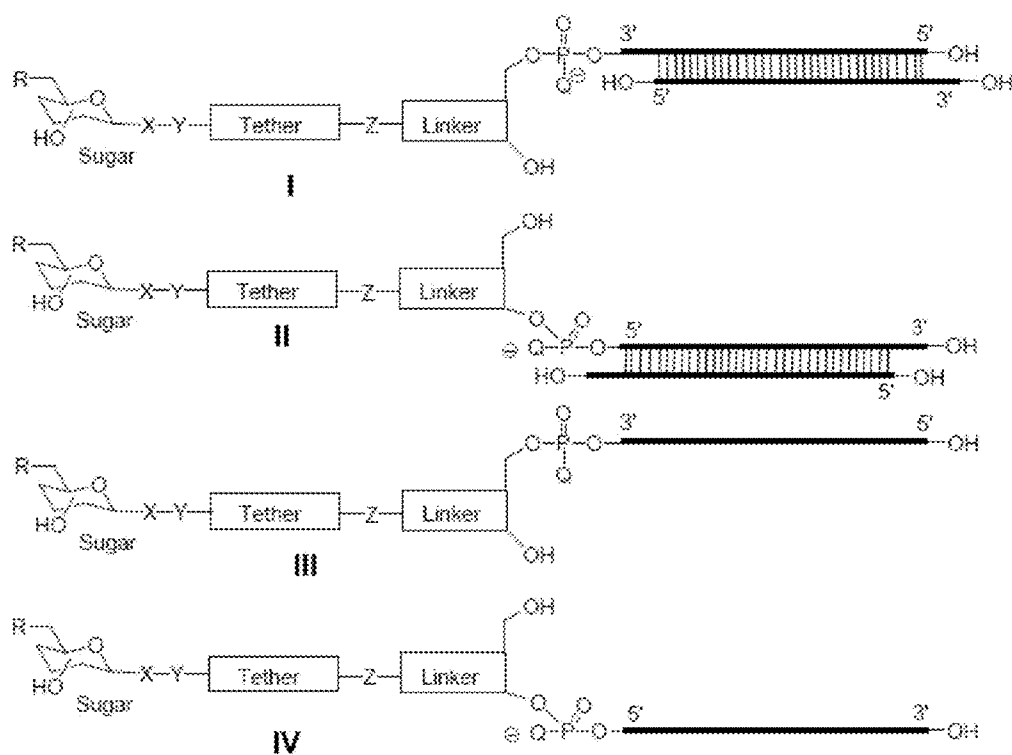 O
3' 5'
O P O OH
R ⊖
Q HO 5' 3' OH
O
HO X Y Tether Z Linker
Sugar
OH
I
OH
R
O
HO X Y Tether Z Linker
Sugar
O O
II 5' 3'
⊖ Q P O OH
HO OH
5'
O
3' 5'
O P O OH
R
Q
O
HO X Y Tether Z Linker
Sugar
OH
III
OH
R
O
HO X Y Tether Z Linker
Sugar
O O
5' 3'
⊖ Q P O OH
IV